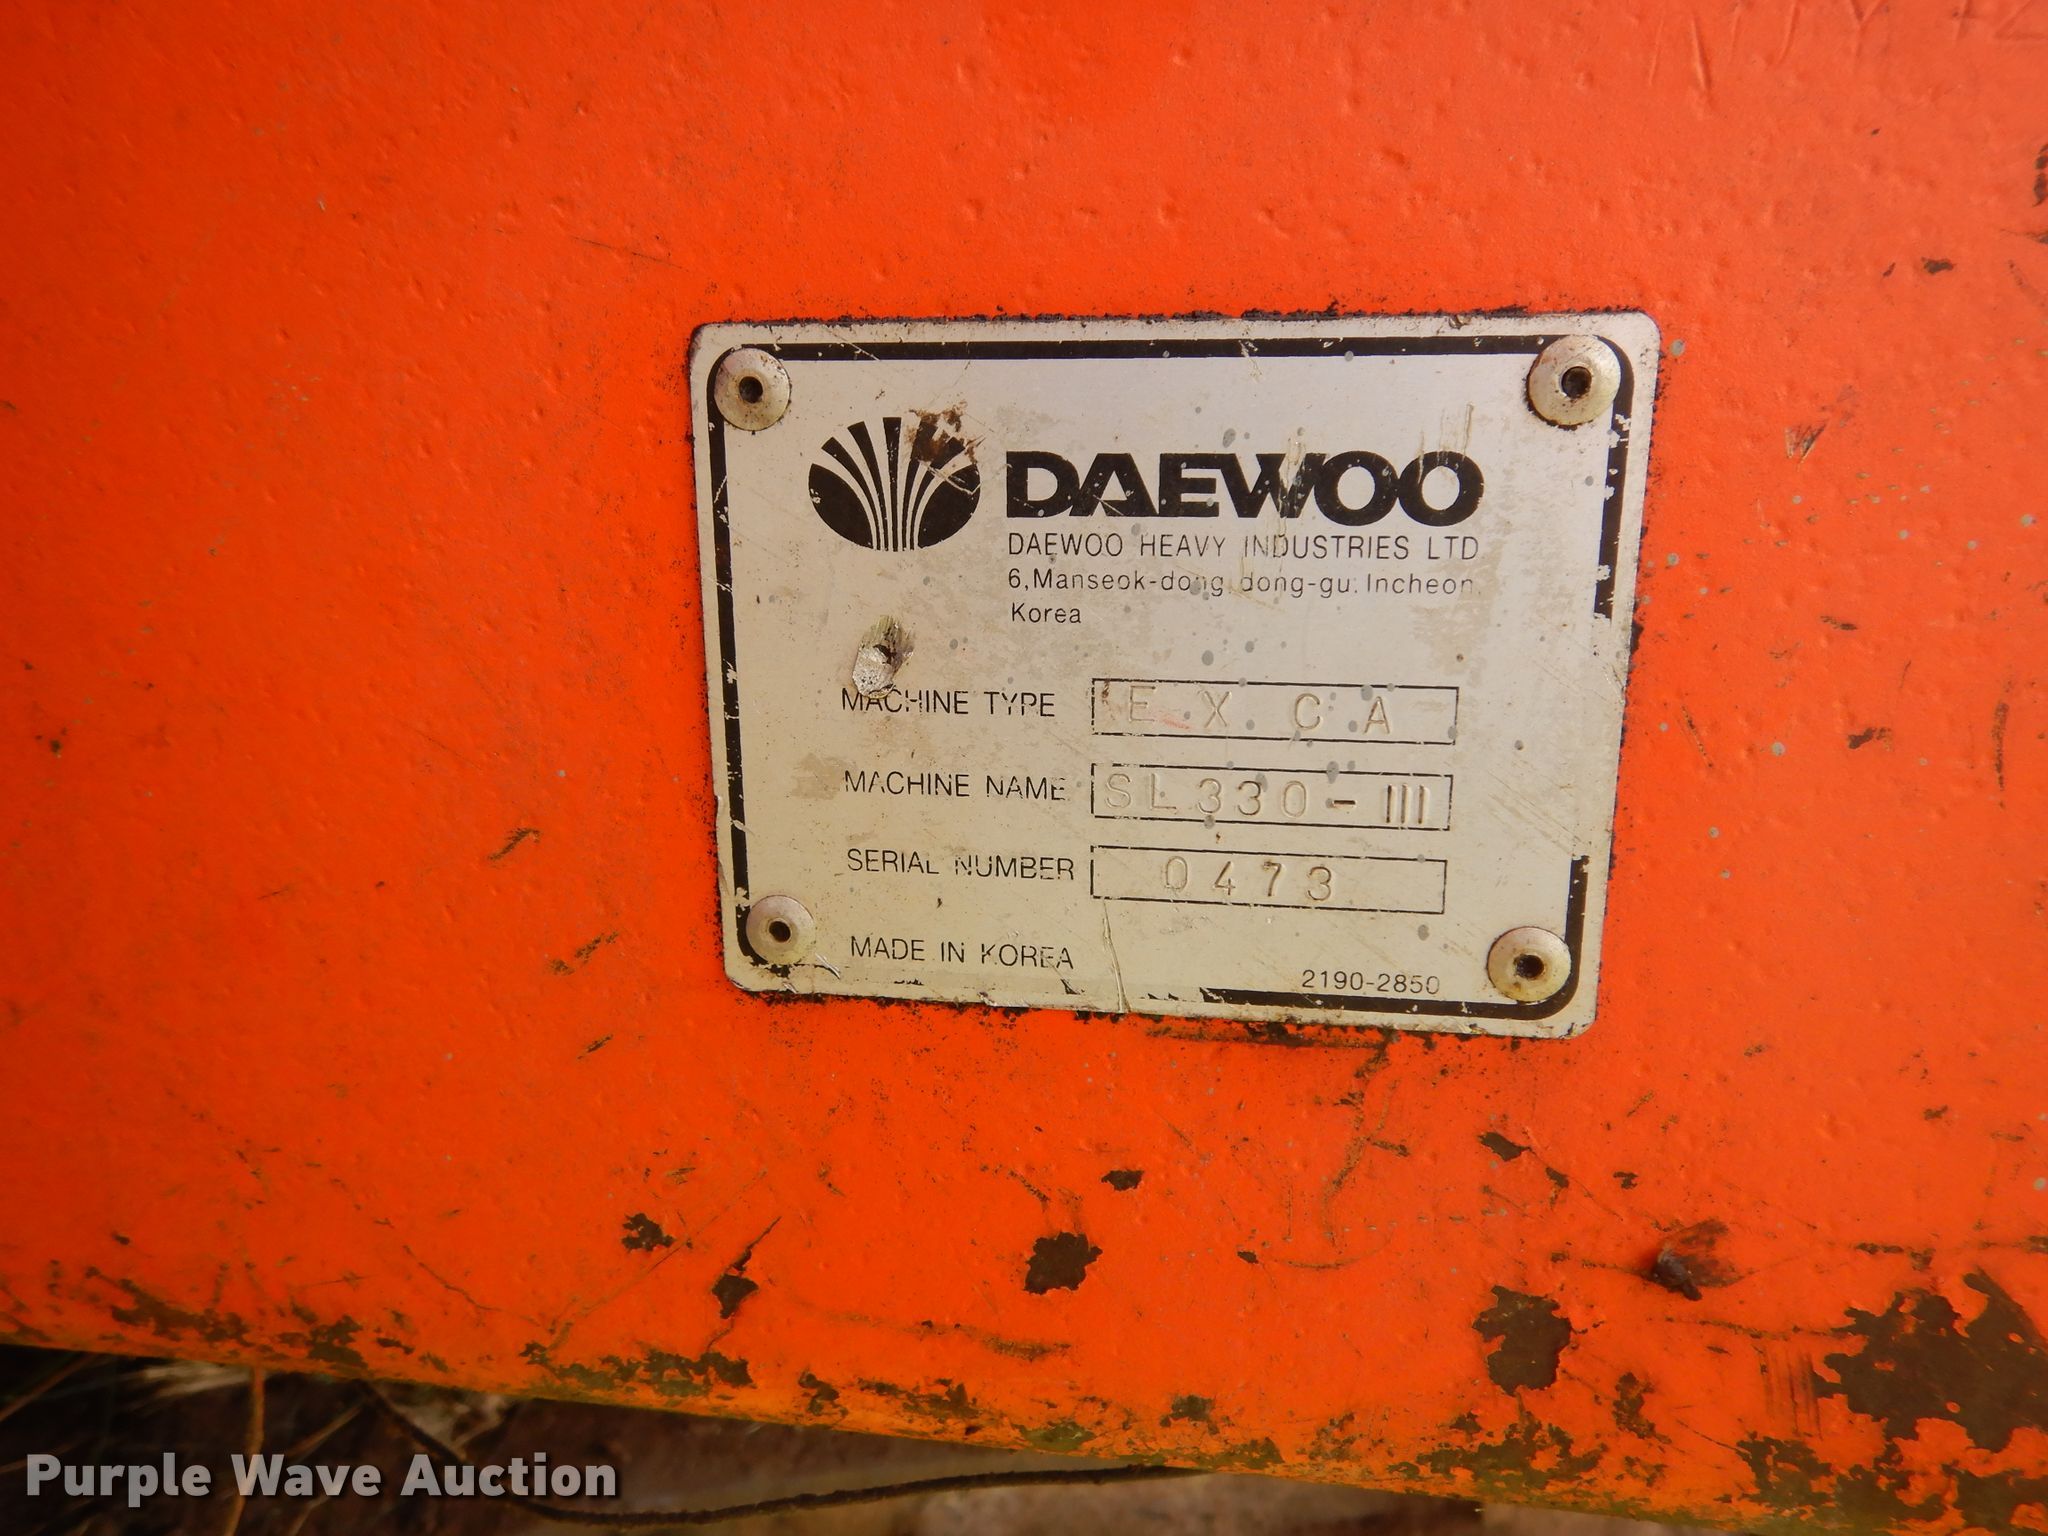 DAEWOO
DAEWOO HEAVY INDUSTRIES LTD
6, Manseok-dong, dong-gu, Incheon,
Korea
MACHINE TYPE EXCA
MACHINE NAME SL330-III
SERIAL NUMBER 0473
MADE IN KOREA
2190-2850
Purple Wave Auction